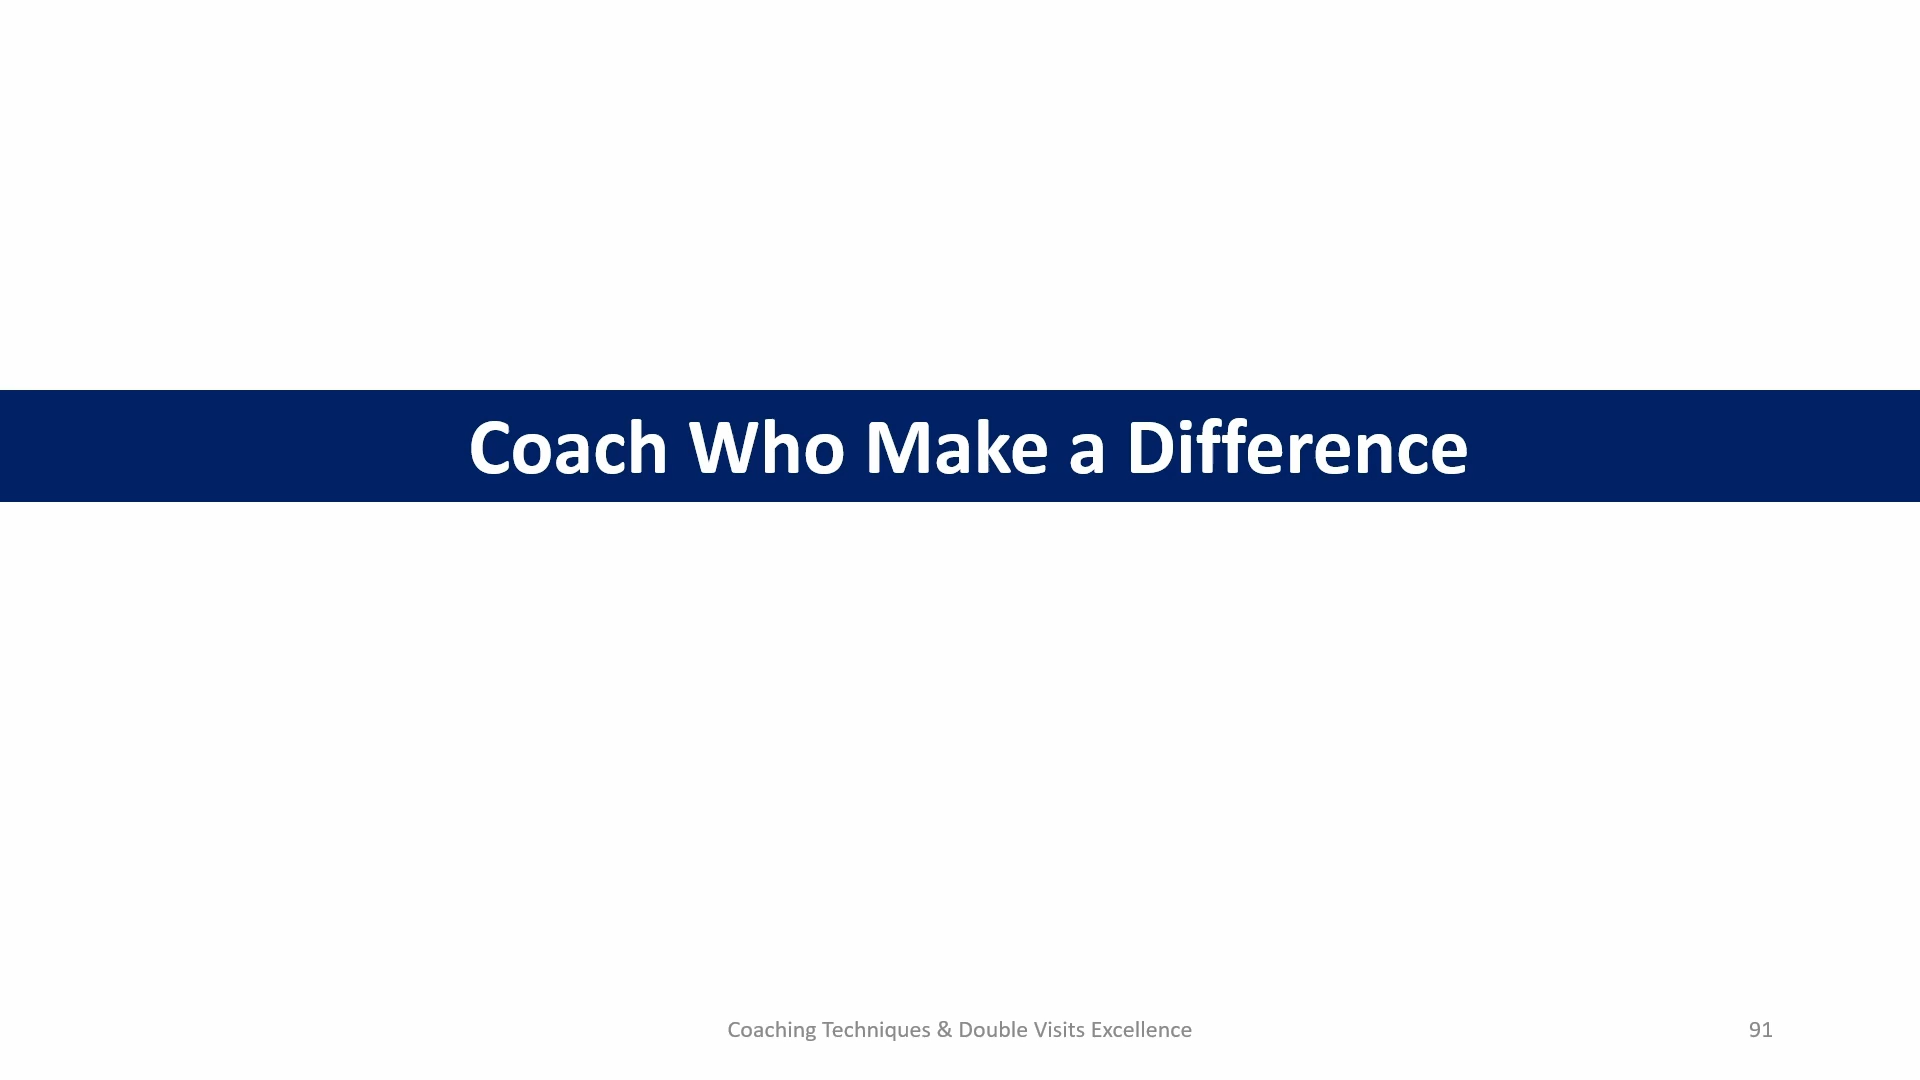 Coach Who Make a Difference
Coaching Techniques & Double Visits Excellence
91